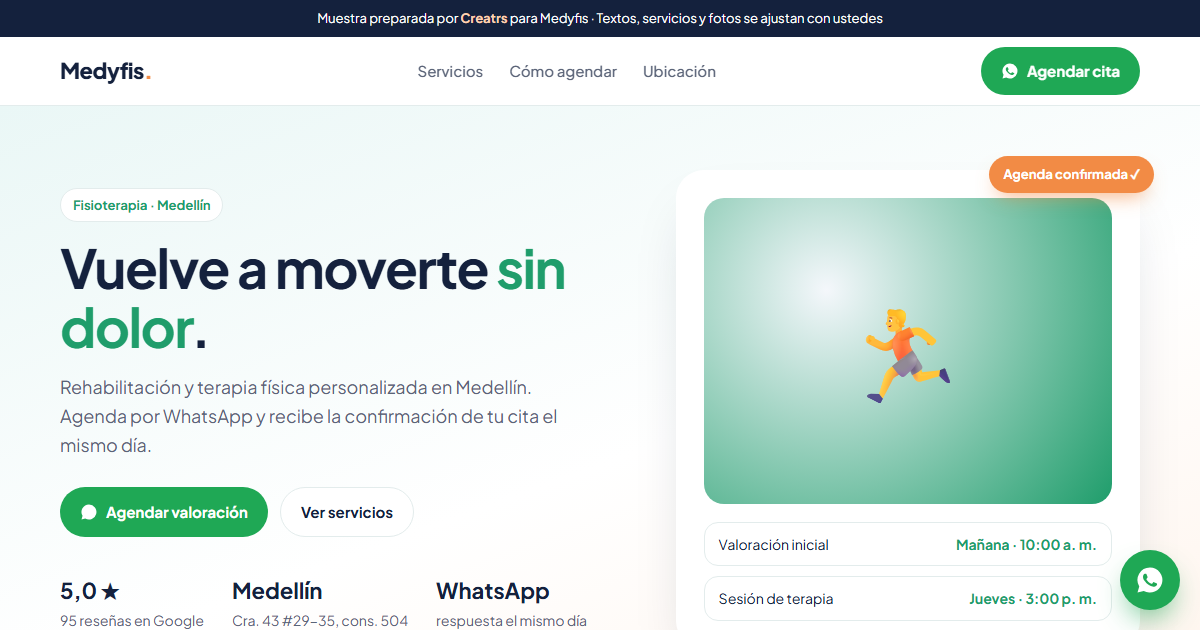 Muestra preparada por Creatrs para Medyfis · Textos, servicios y fotos se ajustan con ustedes
Medyfis.
Servicios
Cómo agendar
Ubicación
Agendar cita
Agenda confirmada ✓
Fisioterapia · Medellín
Vuelve a moverte sin
dolor.
Rehabilitación y terapia física personalizada en Medellín.
Agenda por WhatsApp y recibe la confirmación de tu cita el
mismo día.
Agendar valoración
Ver servicios
5,0 ★
95 reseñas en Google
Medellín
Cra. 43 #29–35, cons. 504
WhatsApp
respuesta el mismo día
Valoración inicial
Mañana · 10:00 a. m.
Sesión de terapia
Jueves · 3:00 p. m.